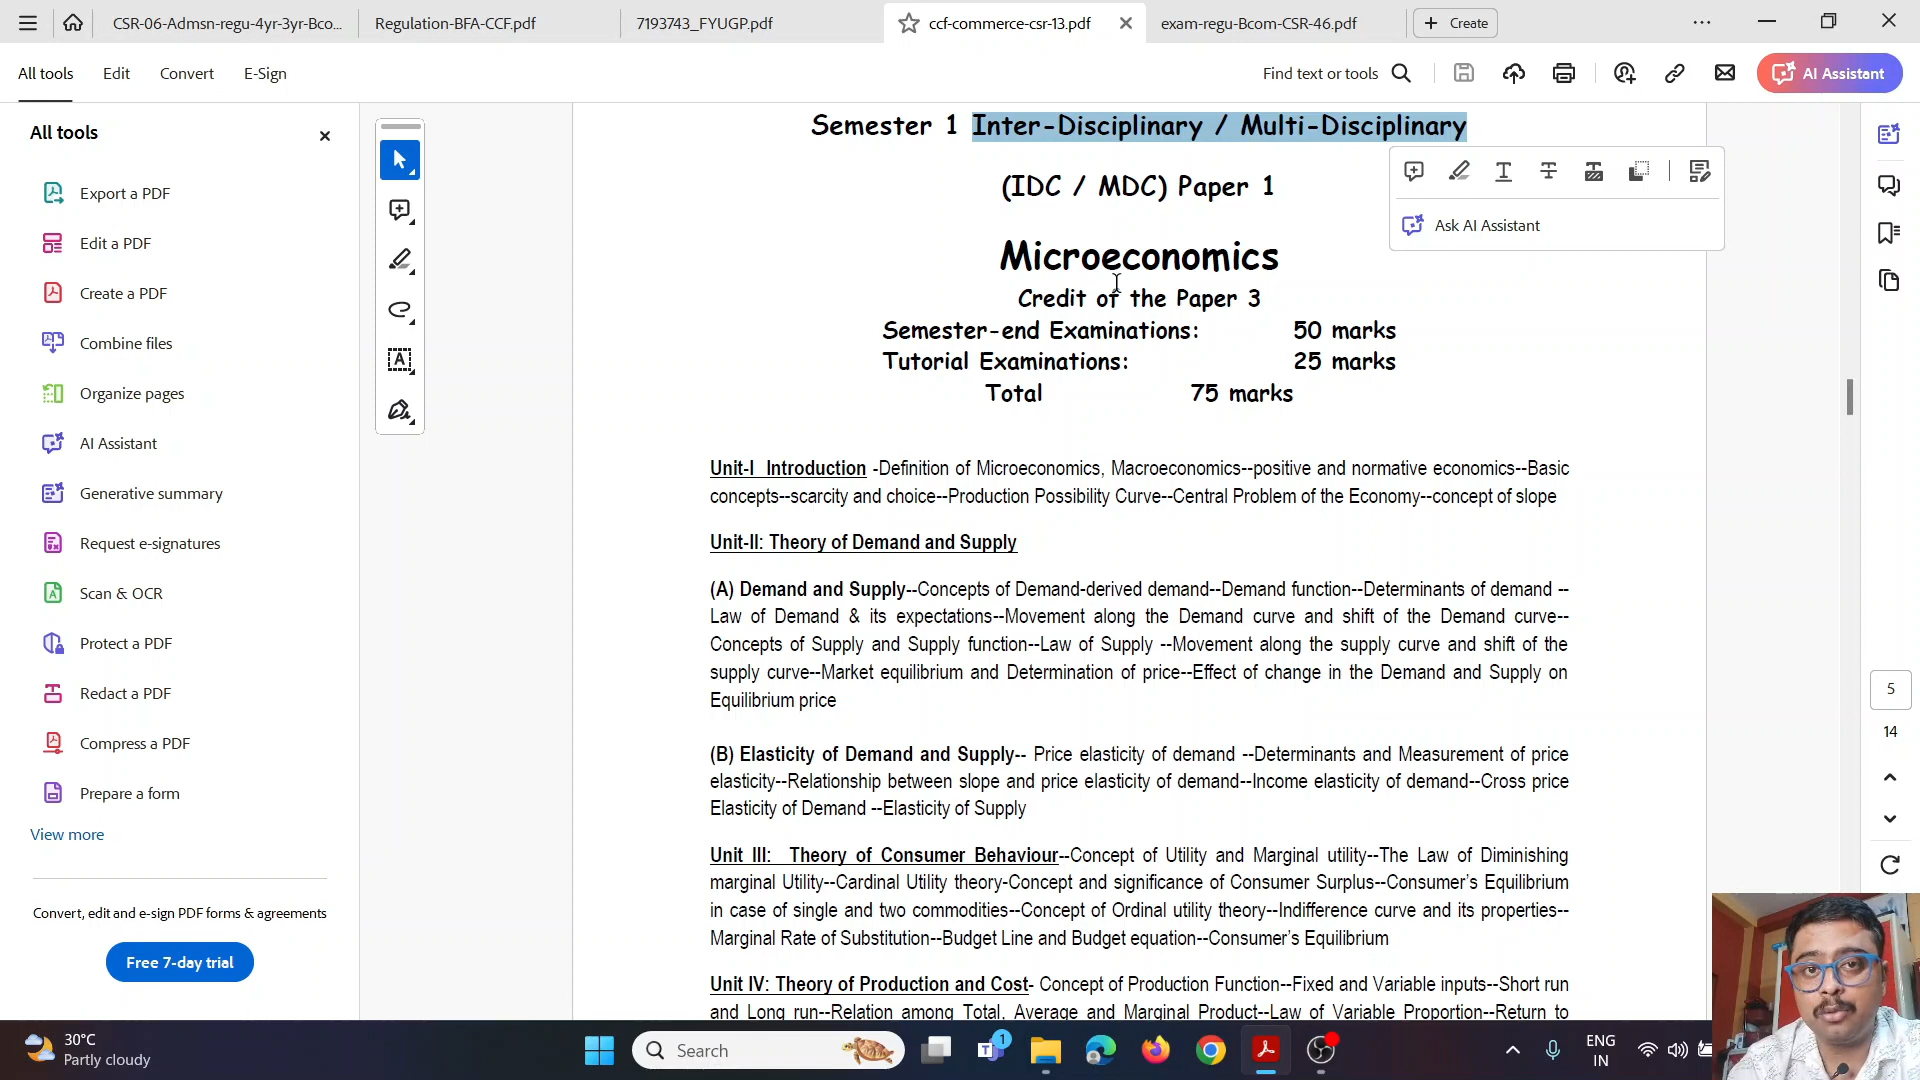 CSR-06-Admsn-regu-4yr-3yr-Bco...
Regulation-BFA-CCF.pdf
7193743_FYUGP.pdf
ccf-commerce-csr-13.pdf
exam-regu-Bcom-CSR-46.pdf
Create
All tools
Edit
Convert
E-Sign
Find text or tools
AI Assistant
All tools
Export a PDF
Edit a PDF
Create a PDF
Combine files
Organize pages
AI Assistant
Generative summary
Request e-signatures
Scan & OCR
Protect a PDF
Redact a PDF
Compress a PDF
Prepare a form
View more
Convert, edit and e-sign PDF forms & agreements
Free 7-day trial
Semester 1 Inter-Disciplinary / Multi-Disciplinary
(IDC / MDC) Paper 1
Ask AI Assistant
Microeconomics
Credit of the Paper 3
Semester-end Examinations: 50 marks
Tutorial Examinations: 25 marks
Total 75 marks
Unit-I Introduction -Definition of Microeconomics, Macroeconomics--positive and normative economics--Basic
concepts--scarcity and choice--Production Possibility Curve--Central Problem of the Economy--concept of slope
Unit-II: Theory of Demand and Supply
(A) Demand and Supply--Concepts of Demand-derived demand--Demand function--Determinants of demand --
Law of Demand & its expectations--Movement along the Demand curve and shift of the Demand curve--
Concepts of Supply and Supply function--Law of Supply --Movement along the supply curve and shift of the
supply curve--Market equilibrium and Determination of price--Effect of change in the Demand and Supply on
Equilibrium price
(B) Elasticity of Demand and Supply-- Price elasticity of demand --Determinants and Measurement of price
elasticity--Relationship between slope and price elasticity of demand--Income elasticity of demand--Cross price
Elasticity of Demand --Elasticity of Supply
Unit III: Theory of Consumer Behaviour--Concept of Utility and Marginal utility--The Law of Diminishing
marginal Utility--Cardinal Utility theory-Concept and significance of Consumer Surplus--Consumer's Equilibrium
in case of single and two commodities--Concept of Ordinal utility theory--Indifference curve and its properties--
Marginal Rate of Substitution--Budget Line and Budget equation--Consumer's Equilibrium
Unit IV: Theory of Production and Cost- Concept of Production Function--Fixed and Variable inputs--Short run
and Long run--Relation among Total, Average and Marginal Product--Law of Variable Proportion--Return to
5
14
30°C
Partly cloudy
Search
1
ENG
IN